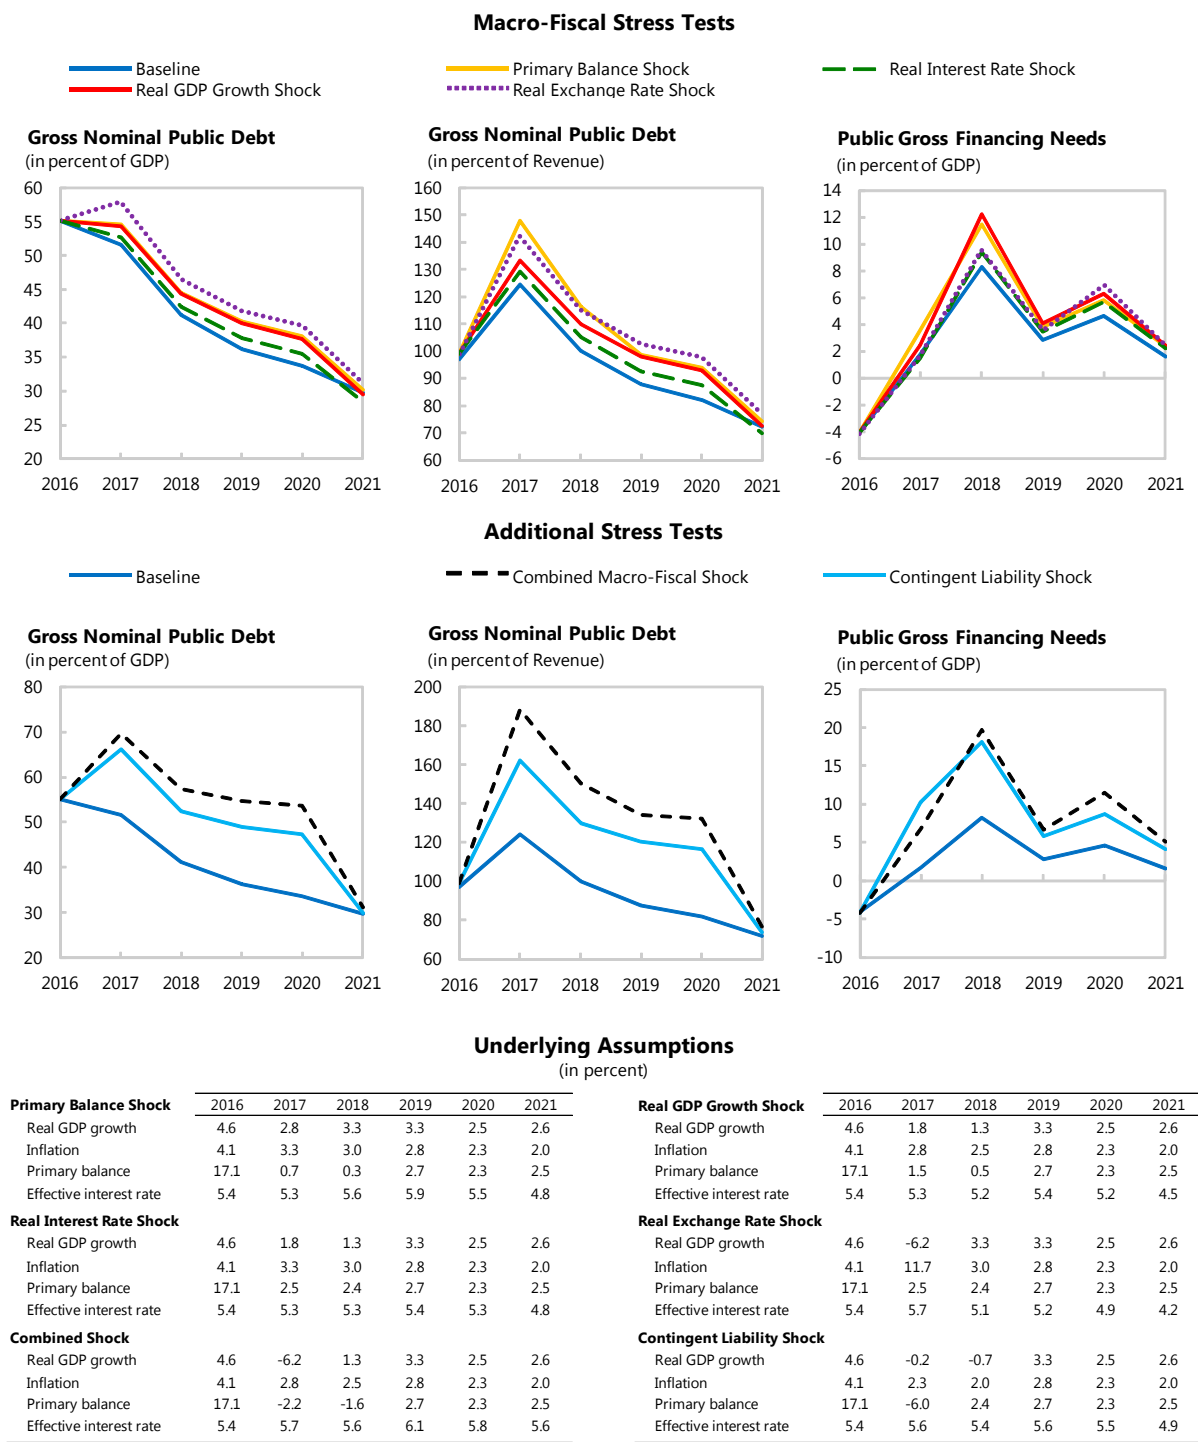 Macro-Fiscal Stress Tests
Baseline
Primary Balance Shock
Real Interest Rate Shock
Real GDP Growth Shock
Real Exchange Rate Shock
Gross Nominal Public Debt
(in percent of GDP)
60
55
50
45
40
35
30
25
20
2016 2017 2018 2019 2020 2021
Gross Nominal Public Debt
(in percent of Revenue)
160
150
140
130
120
110
100
90
80
70
60
2016 2017 2018 2019 2020 2021
Public Gross Financing Needs
(in percent of GDP)
14
12
10
8
6
4
2
0
-2
-4
-6
2016 2017 2018 2019 2020 2021
Additional Stress Tests
Baseline
Combined Macro-Fiscal Shock
Contingent Liability Shock
Gross Nominal Public Debt
(in percent of GDP)
80
70
60
50
40
30
20
2016 2017 2018 2019 2020 2021
Gross Nominal Public Debt
(in percent of Revenue)
200
180
160
140
120
100
80
60
2016 2017 2018 2019 2020 2021
Public Gross Financing Needs
(in percent of GDP)
25
20
15
10
5
0
-5
-10
2016 2017 2018 2019 2020 2021
Underlying Assumptions
(in percent)
Primary Balance Shock 2016 2017 2018 2019 2020 2021
Real GDP growth 4.6 2.8 3.3 3.3 2.5 2.6
Inflation 4.1 3.3 3.0 2.8 2.3 2.0
Primary balance 17.1 0.7 0.3 2.7 2.3 2.5
Effective interest rate 5.4 5.3 5.6 5.9 5.5 4.8
Real Interest Rate Shock
Real GDP growth 4.6 1.8 1.3 3.3 2.5 2.6
Inflation 4.1 3.3 3.0 2.8 2.3 2.0
Primary balance 17.1 2.5 2.4 2.7 2.3 2.5
Effective interest rate 5.4 5.3 5.3 5.4 5.3 4.8
Combined Shock
Real GDP growth 4.6 -6.2 1.3 3.3 2.5 2.6
Inflation 4.1 2.8 2.5 2.8 2.3 2.0
Primary balance 17.1 -2.2 -1.6 2.7 2.3 2.5
Effective interest rate 5.4 5.7 5.6 6.1 5.8 5.6
Real GDP Growth Shock 2016 2017 2018 2019 2020 2021
Real GDP growth 4.6 1.8 1.3 3.3 2.5 2.6
Inflation 4.1 2.8 2.5 2.8 2.3 2.0
Primary balance 17.1 1.5 0.5 2.7 2.3 2.5
Effective interest rate 5.4 5.3 5.2 5.4 5.2 4.5
Real Exchange Rate Shock
Real GDP growth 4.6 -6.2 3.3 3.3 2.5 2.6
Inflation 4.1 11.7 3.0 2.8 2.3 2.0
Primary balance 17.1 2.5 2.4 2.7 2.3 2.5
Effective interest rate 5.4 5.7 5.1 5.2 4.9 4.2
Contingent Liability Shock
Real GDP growth 4.6 -0.2 -0.7 3.3 2.5 2.6
Inflation 4.1 2.3 2.0 2.8 2.3 2.0
Primary balance 17.1 -6.0 2.4 2.7 2.3 2.5
Effective interest rate 5.4 5.6 5.4 5.6 5.5 4.9